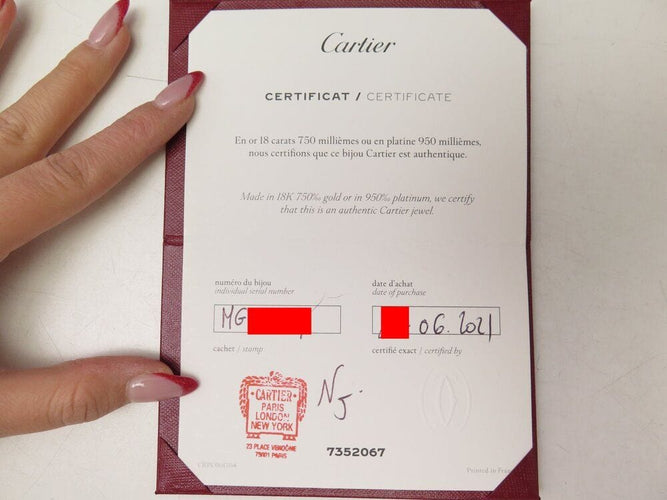 Cartier
CERTIFICAT / CERTIFICATE
En or 18 carats 750 millièmes ou en platine 950 millièmes,
nous certifions que ce bijou Cartier est authentique.
Made in 18K 750‰ gold or in 950‰ platinum, we certify
that this is an authentic Cartier jewel.
numéro du bijou
individual serial number
date d'achat
date of purchase
MG
06. 2021
cachet / stamp
certifié exact / certified by
CARTIER
PARIS
LONDON
NEW YORK
23 PLACE VENDÔME
75001 PARIS
NJ.
7352067
Printed in